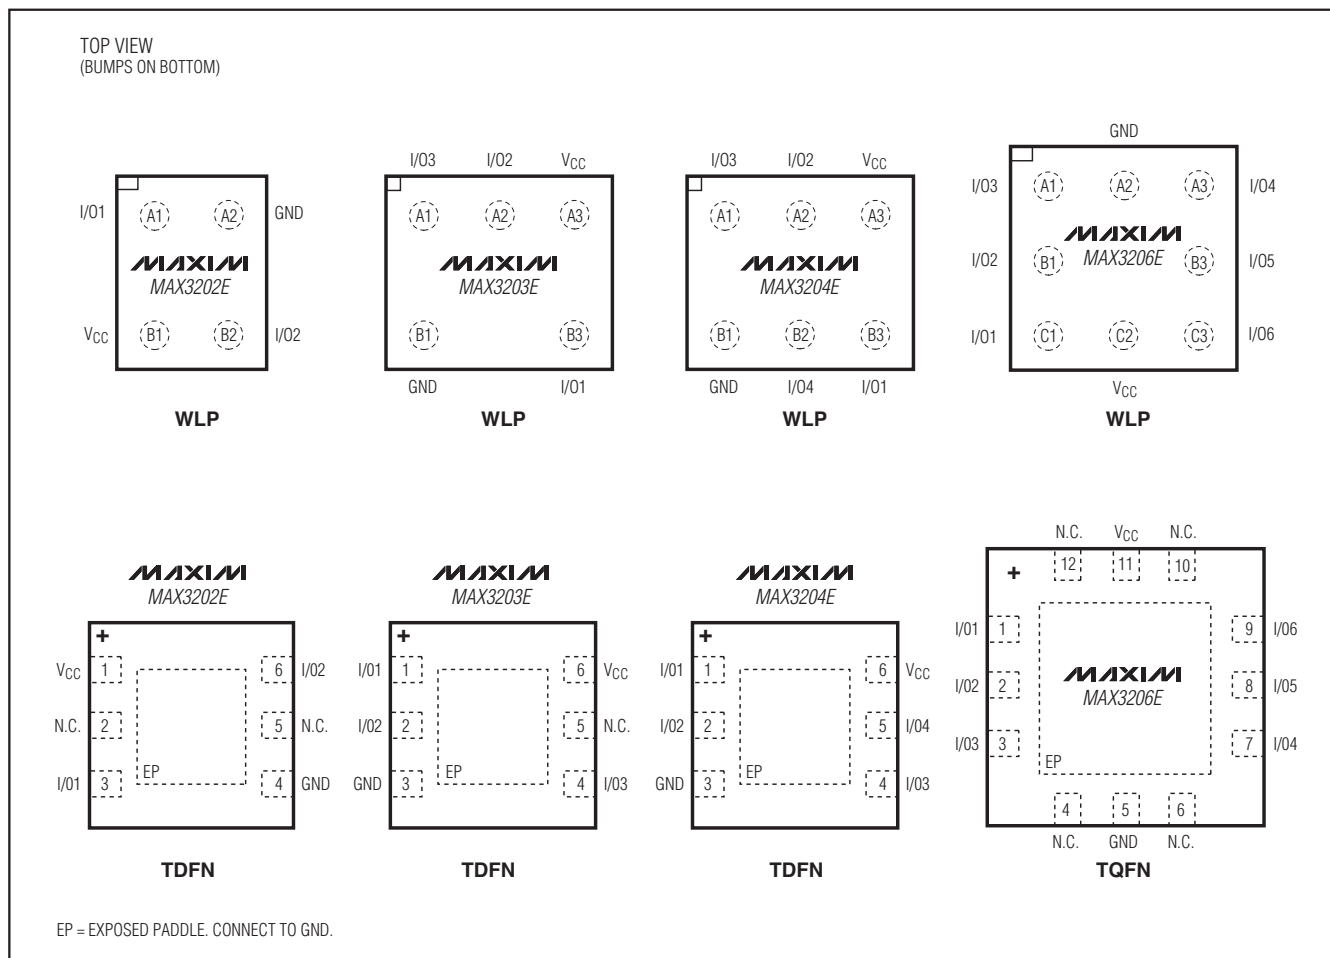 TOP VIEW
(BUMPS ON BOTTOM)
I/O1 A1 A2 GND
MAXIM
MAX3202E
VCC B1 B2 I/O2
WLP
I/O3 I/O2 VCC
A1 A2 A3
MAXIM
MAX3203E
B1 B3
GND I/O1
WLP
I/O3 I/O2 VCC
A1 A2 A3
MAXIM
MAX3204E
B1 B2 B3
GND I/O4 I/O1
WLP
GND
I/O3 A1 A2 A3 I/O4
MAXIM
MAX3206E
I/O2 B1 B3 I/O5
I/O1 C1 C2 C3 I/O6
VCC
WLP
MAXIM
MAX3202E
+
VCC 1 6 I/O2
N.C. 2 5 N.C.
EP
I/O1 3 4 GND
TDFN
MAXIM
MAX3203E
+
I/O1 1 6 VCC
I/O2 2 5 N.C.
EP
GND 3 4 I/O3
TDFN
MAXIM
MAX3204E
+
I/O1 1 6 VCC
I/O2 2 5 I/O4
EP
GND 3 4 I/O3
TDFN
N.C. VCC N.C.
12 11 10
+
I/O1 1 9 I/O6
MAXIM
MAX3206E
I/O2 2 8 I/O5
I/O3 3 7 I/O4
EP
4 5 6
N.C. GND N.C.
TQFN
EP = EXPOSED PADDLE. CONNECT TO GND.